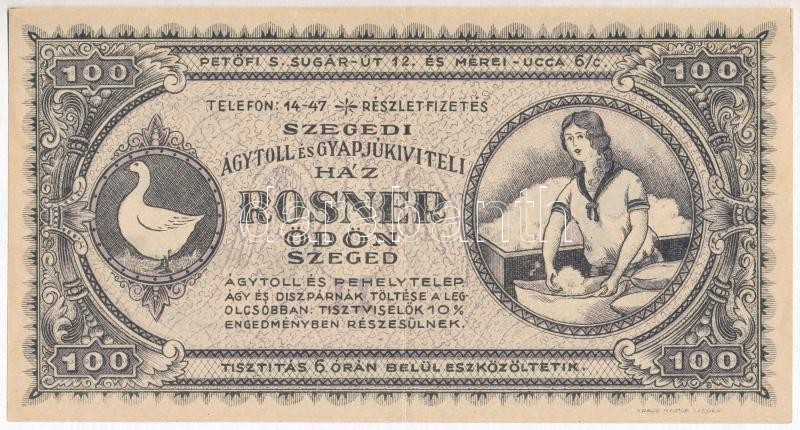 100
PETŐFI S. SUGÁR-ÚT 12. ÉS MÉREI-UCCA 6/c.
100
TELEFON: 14-47 RÉSZLETFIZETÉS
SZEGEDI
ÁGYTOLL ÉS GYAPJÚKIVITELI
HÁZ
ROSNER
ÖDÖN
SZEGED
ÁGYTOLL ÉS PEHELYTELEP.
ÁGY ÉS DISZPÁRNÁK TÖLTÉSE A LEG-
OLCSÓBBAN: TISZTVISELŐK 10%
ENGEDMÉNYBEN RÉSZESÜLNEK.
100
TISZTITÁS 6 ÓRÁN BELÜL ESZKÖZÖLTETIK.
100
darabanth